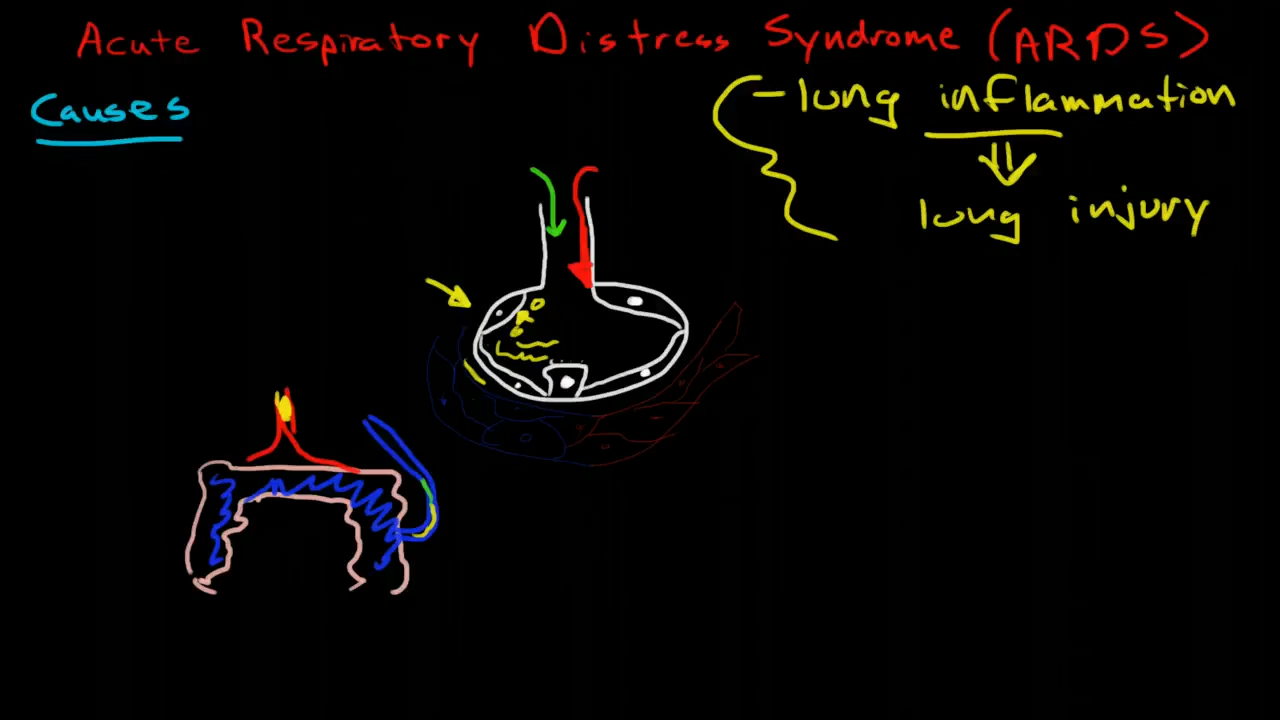 Acute Respiratory Distress Syndrome (ARDS)
Causes
- lung inflammation
lung injury